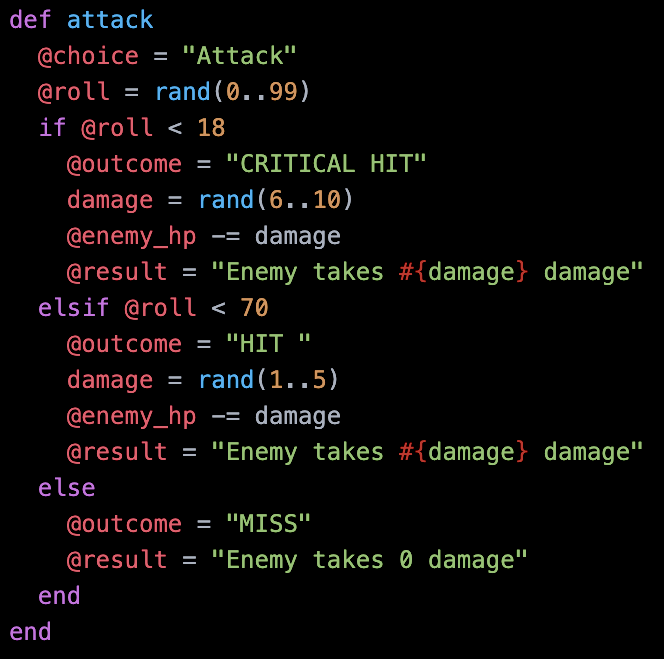 def attack
  @choice = "Attack"
  @roll = rand(0..99)
  if @roll < 18
    @outcome = "CRITICAL HIT"
    damage = rand(6..10)
    @enemy_hp -= damage
    @result = "Enemy takes #{damage} damage"
  elsif @roll < 70
    @outcome = "HIT "
    damage = rand(1..5)
    @enemy_hp -= damage
    @result = "Enemy takes #{damage} damage"
  else
    @outcome = "MISS"
    @result = "Enemy takes 0 damage"
  end
end